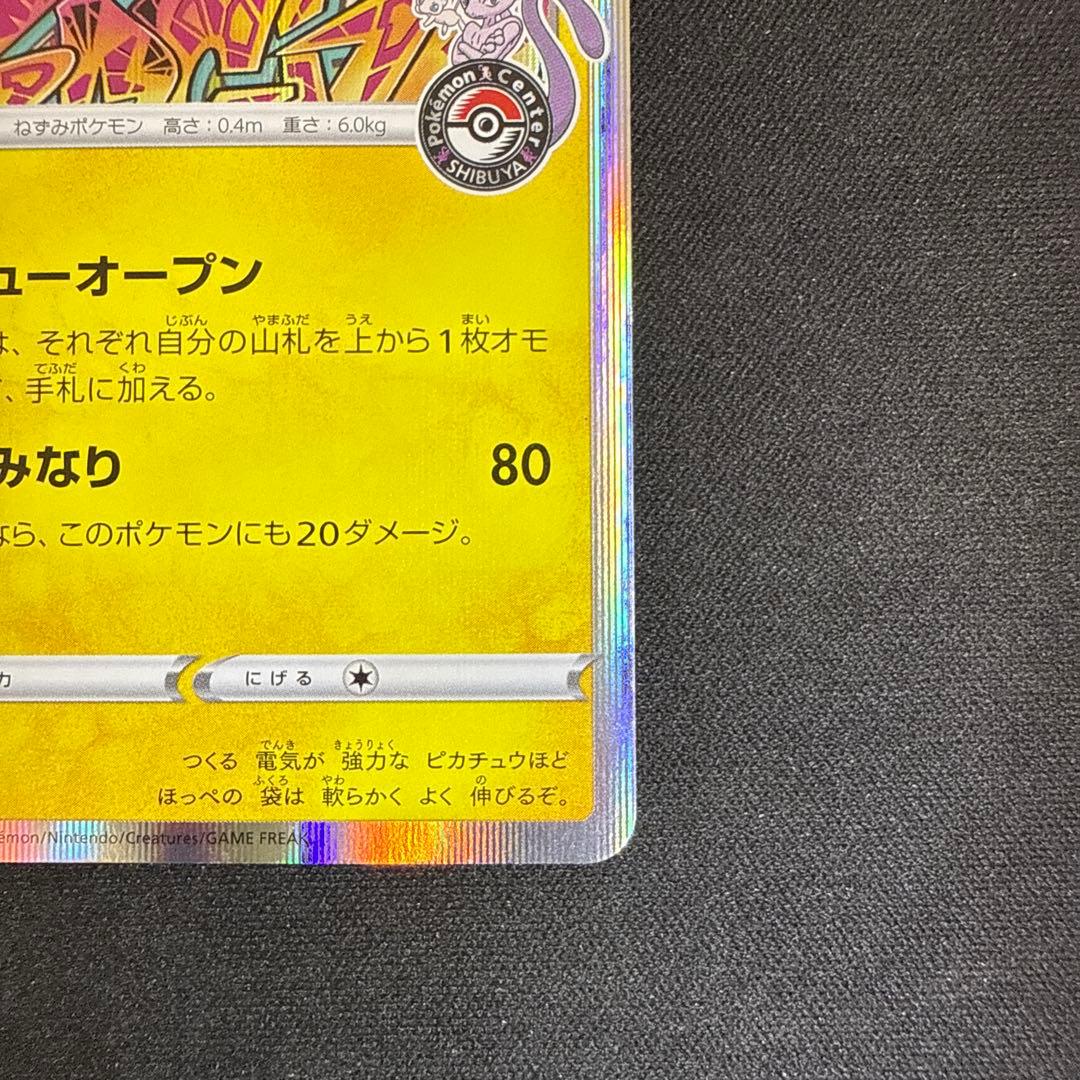 Pokémon Center
SHIBUYA
ねずみポケモン 高さ:0.4m 重さ:6.0kg
ューオープン
は、それぞれ自分の山札を上から1枚オモ
、手札に加える。
みなり 80
なら、このポケモンにも20ダメージ。
力 にげる
つくる 電気が 強力な ピカチュウほど
ほっぺの 袋は 軟らかく よく 伸びるぞ。
émon/Nintendo/Creatures/GAME FREAK